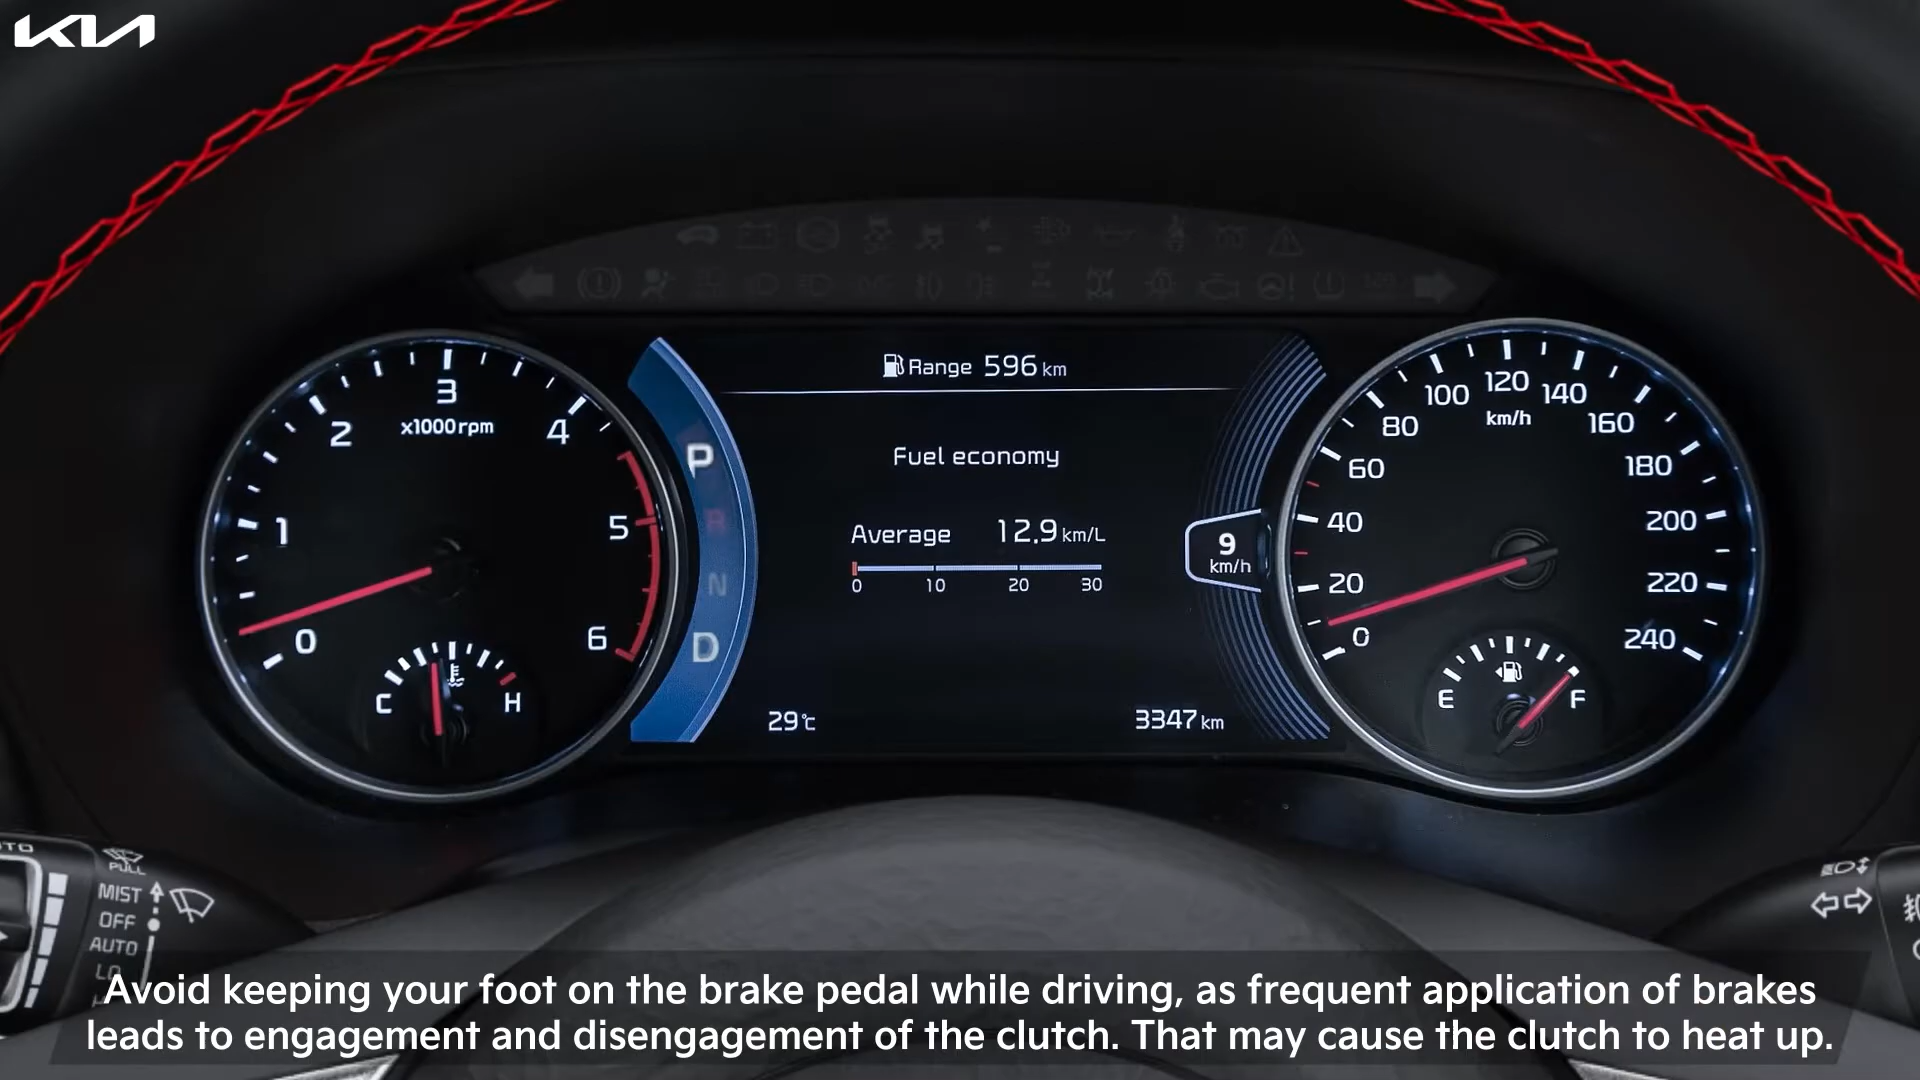 KIA
Range 596 km
Fuel economy
Average 12.9 km/L
0 10 20 30
29°C
3347 km
P
R
N
D
9
km/h
0 1 2 3 4 5 6
x1000rpm
C H
0 20 40 60 80 100 120 140 160 180 200 220 240
km/h
E F
PULL
MIST
OFF
AUTO
LO
Avoid keeping your foot on the brake pedal while driving, as frequent application of brakes
leads to engagement and disengagement of the clutch. That may cause the clutch to heat up.